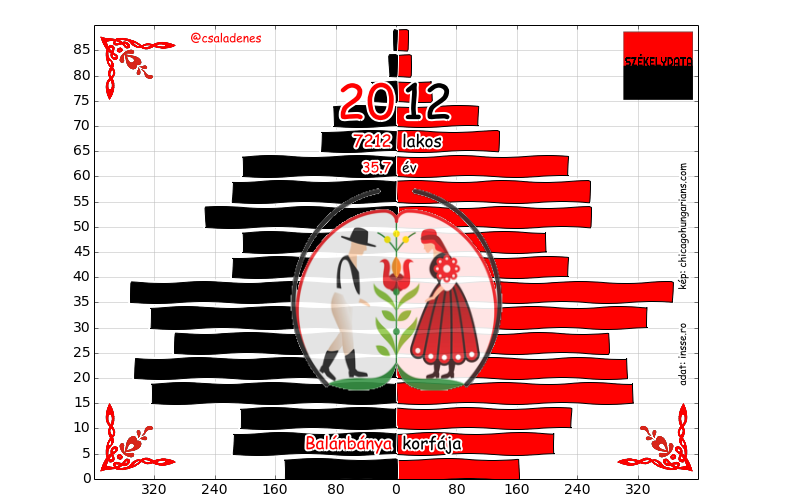 @csaladenes
SZÉKELYDATA
2012
7212 lakos
35.7 év
kép: chicagohungarians.com
adat: insse.ro
Balánbánya korfája
85
80
75
70
65
60
55
50
45
40
35
30
25
20
15
10
5
0
320 240 160 80 0 80 160 240 320